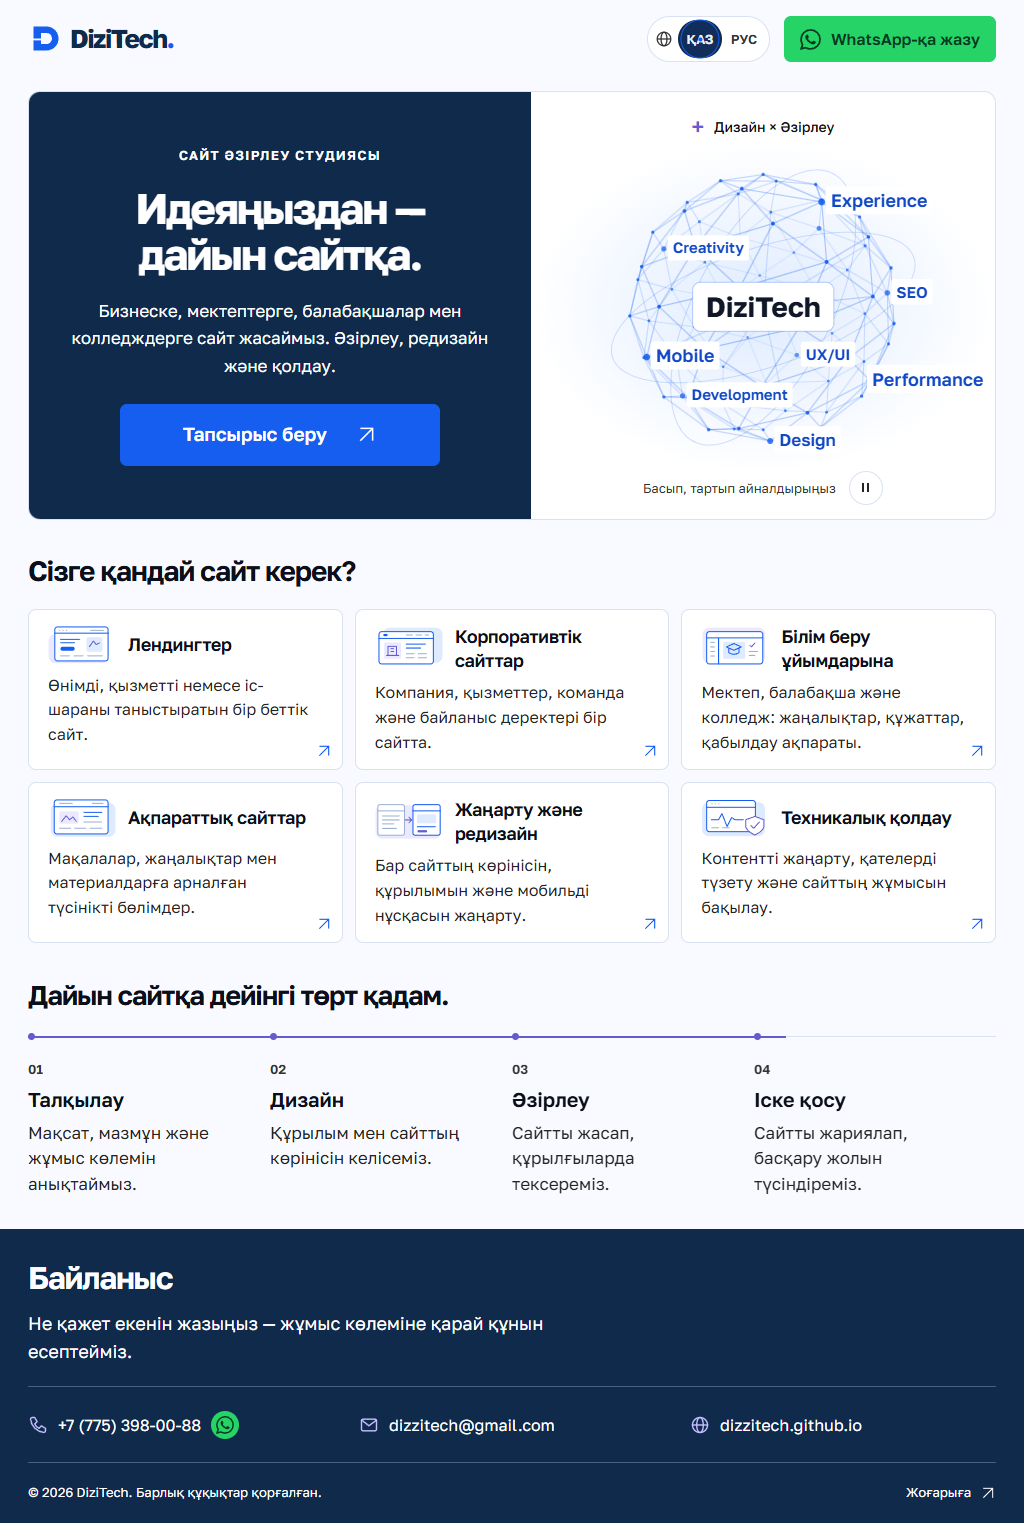 DiziTech.
ҚАЗ
РУС
WhatsApp-қа жазу
САЙТ ӘЗІРЛЕУ СТУДИЯСЫ
Идеяңыздан —
дайын сайтқа.
Бизнеске, мектептерге, балабақшалар мен
колледждерге сайт жасаймыз. Әзірлеу, редизайн
және қолдау.
Тапсырыс беру
Дизайн × Әзірлеу
Experience
Creativity
SEO
DiziTech
Mobile
UX/UI
Performance
Development
Design
Басып, тартып айналдырыңыз
Сізге қандай сайт керек?
Лендингтер
Өнімді, қызметті немесе іс-
шараны таныстыратын бір беттік
сайт.
Корпоративтік
сайттар
Компания, қызметтер, команда
және байланыс деректері бір
сайтта.
Білім беру
ұйымдарына
Мектеп, балабақша және
колледж: жаңалықтар, құжаттар,
қабылдау ақпараты.
Ақпараттық сайттар
Мақалалар, жаңалықтар мен
материалдарға арналған
түсінікті бөлімдер.
Жаңарту және
редизайн
Бар сайттың көрінісін,
құрылымын және мобильді
нұсқасын жаңарту.
Техникалық қолдау
Контентті жаңарту, қателерді
түзету және сайттың жұмысын
бақылау.
Дайын сайтқа дейінгі төрт қадам.
01
Талқылау
Мақсат, мазмұн және
жұмыс көлемін
анықтаймыз.
02
Дизайн
Құрылым мен сайттың
көрінісін келісеміз.
03
Әзірлеу
Сайтты жасап,
құрылғыларда
тексереміз.
04
Іске қосу
Сайтты жариялап,
басқару жолын
түсіндіреміз.
Байланыс
Не қажет екенін жазыңыз — жұмыс көлеміне қарай құнын
есептейміз.
+7 (775) 398-00-88
dizzitech@gmail.com
dizzitech.github.io
© 2026 DiziTech. Барлық құқықтар қорғалған.
Жоғарыға